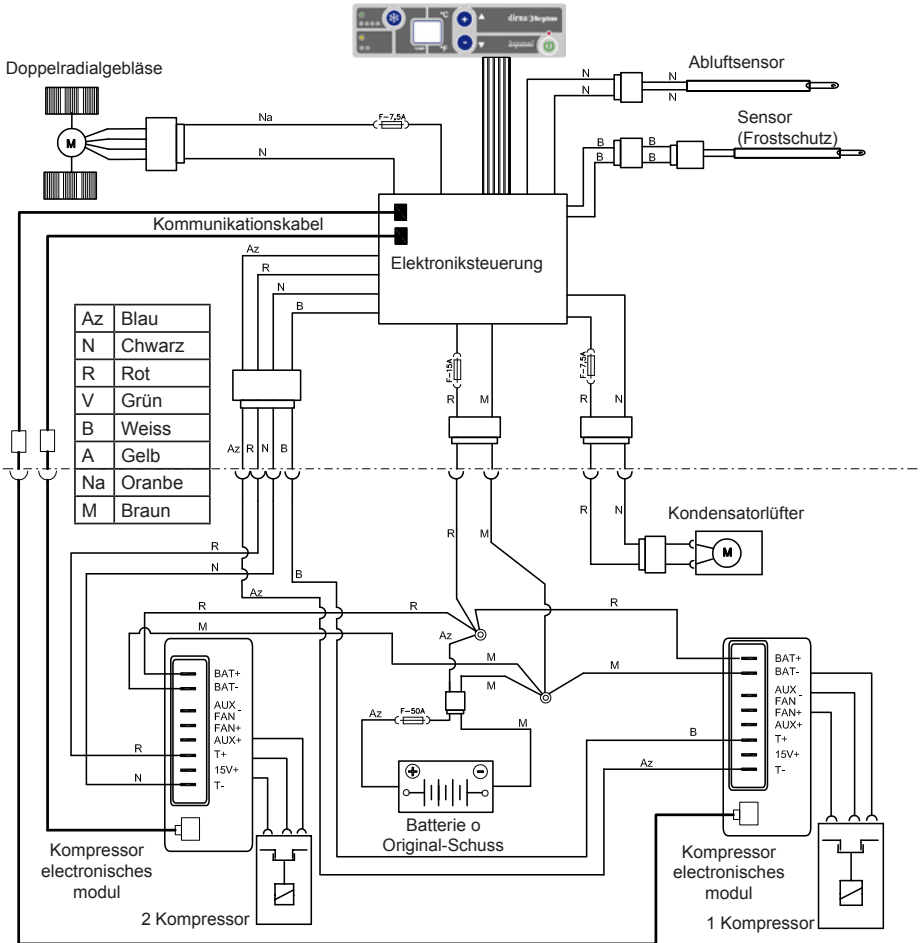 °C
dirna Bergstrom
°F
Doppelradialgebläse
Abluftsensor
N
N
N
N
Na
F-7,5A
Sensor
(Frostschutz)
M
B
B
B
B
N
Kommunikationskabel
Az
R
N
B
Elektroniksteuerung
Az Blau
N Chwarz
R Rot
V Grün
B Weiss
A Gelb
Na Oranbe
M Braun
F-15A
F-7,5A
R
M
R
N
Az R N B
R
M
R
N
Kondensatorlüfter
M
R
N
B
Az
R
R
R
M
Az
M
M
M
BAT+
BAT-
AUX -
FAN
FAN+
AUX+
T+
15V+
T-
R
N
Az
F-50A
M
B
Az
BAT+
BAT-
AUX -
FAN
FAN+
AUX+
T+
15V+
T-
Batterie o
Original-Schuss
Kompressor
electronisches
modul
2 Kompressor
Kompressor
electronisches
modul
1 Kompressor